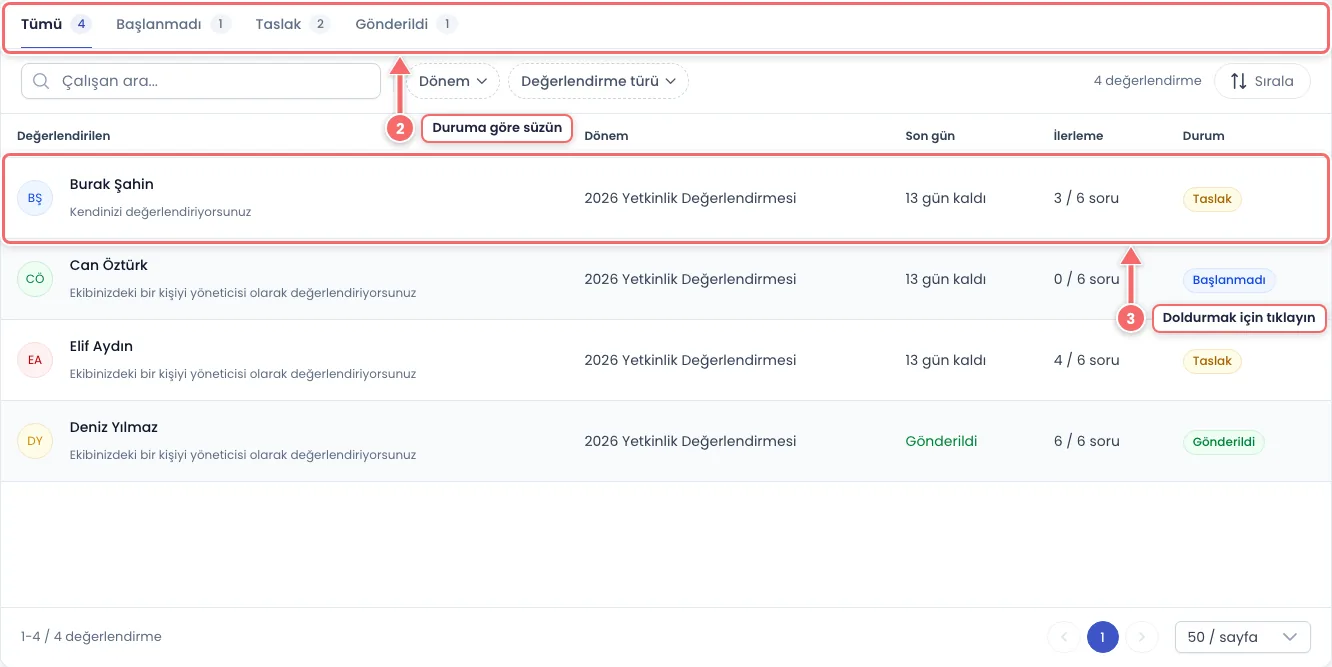 Tümü 4 Başlanmadı 1 Taslak 2 Gönderildi 1
Çalışan ara... Dönem Değerlendirme türü 4 değerlendirme Sırala
2 Duruma göre süzün
Değerlendirilen Dönem Son gün İlerleme Durum
BŞ Burak Şahin 2026 Yetkinlik Değerlendirmesi 13 gün kaldı 3 / 6 soru Taslak
Kendinizi değerlendiriyorsunuz
CÖ Can Öztürk 2026 Yetkinlik Değerlendirmesi 13 gün kaldı 0 / 6 soru Başlanmadı
Ekibinizdeki bir kişiyi yöneticisi olarak değerlendiriyorsunuz
3 Doldurmak için tıklayın
EA Elif Aydın 2026 Yetkinlik Değerlendirmesi 13 gün kaldı 4 / 6 soru Taslak
Ekibinizdeki bir kişiyi yöneticisi olarak değerlendiriyorsunuz
DY Deniz Yılmaz 2026 Yetkinlik Değerlendirmesi Gönderildi 6 / 6 soru Gönderildi
Ekibinizdeki bir kişiyi yöneticisi olarak değerlendiriyorsunuz
1-4 / 4 değerlendirme 1 50 / sayfa